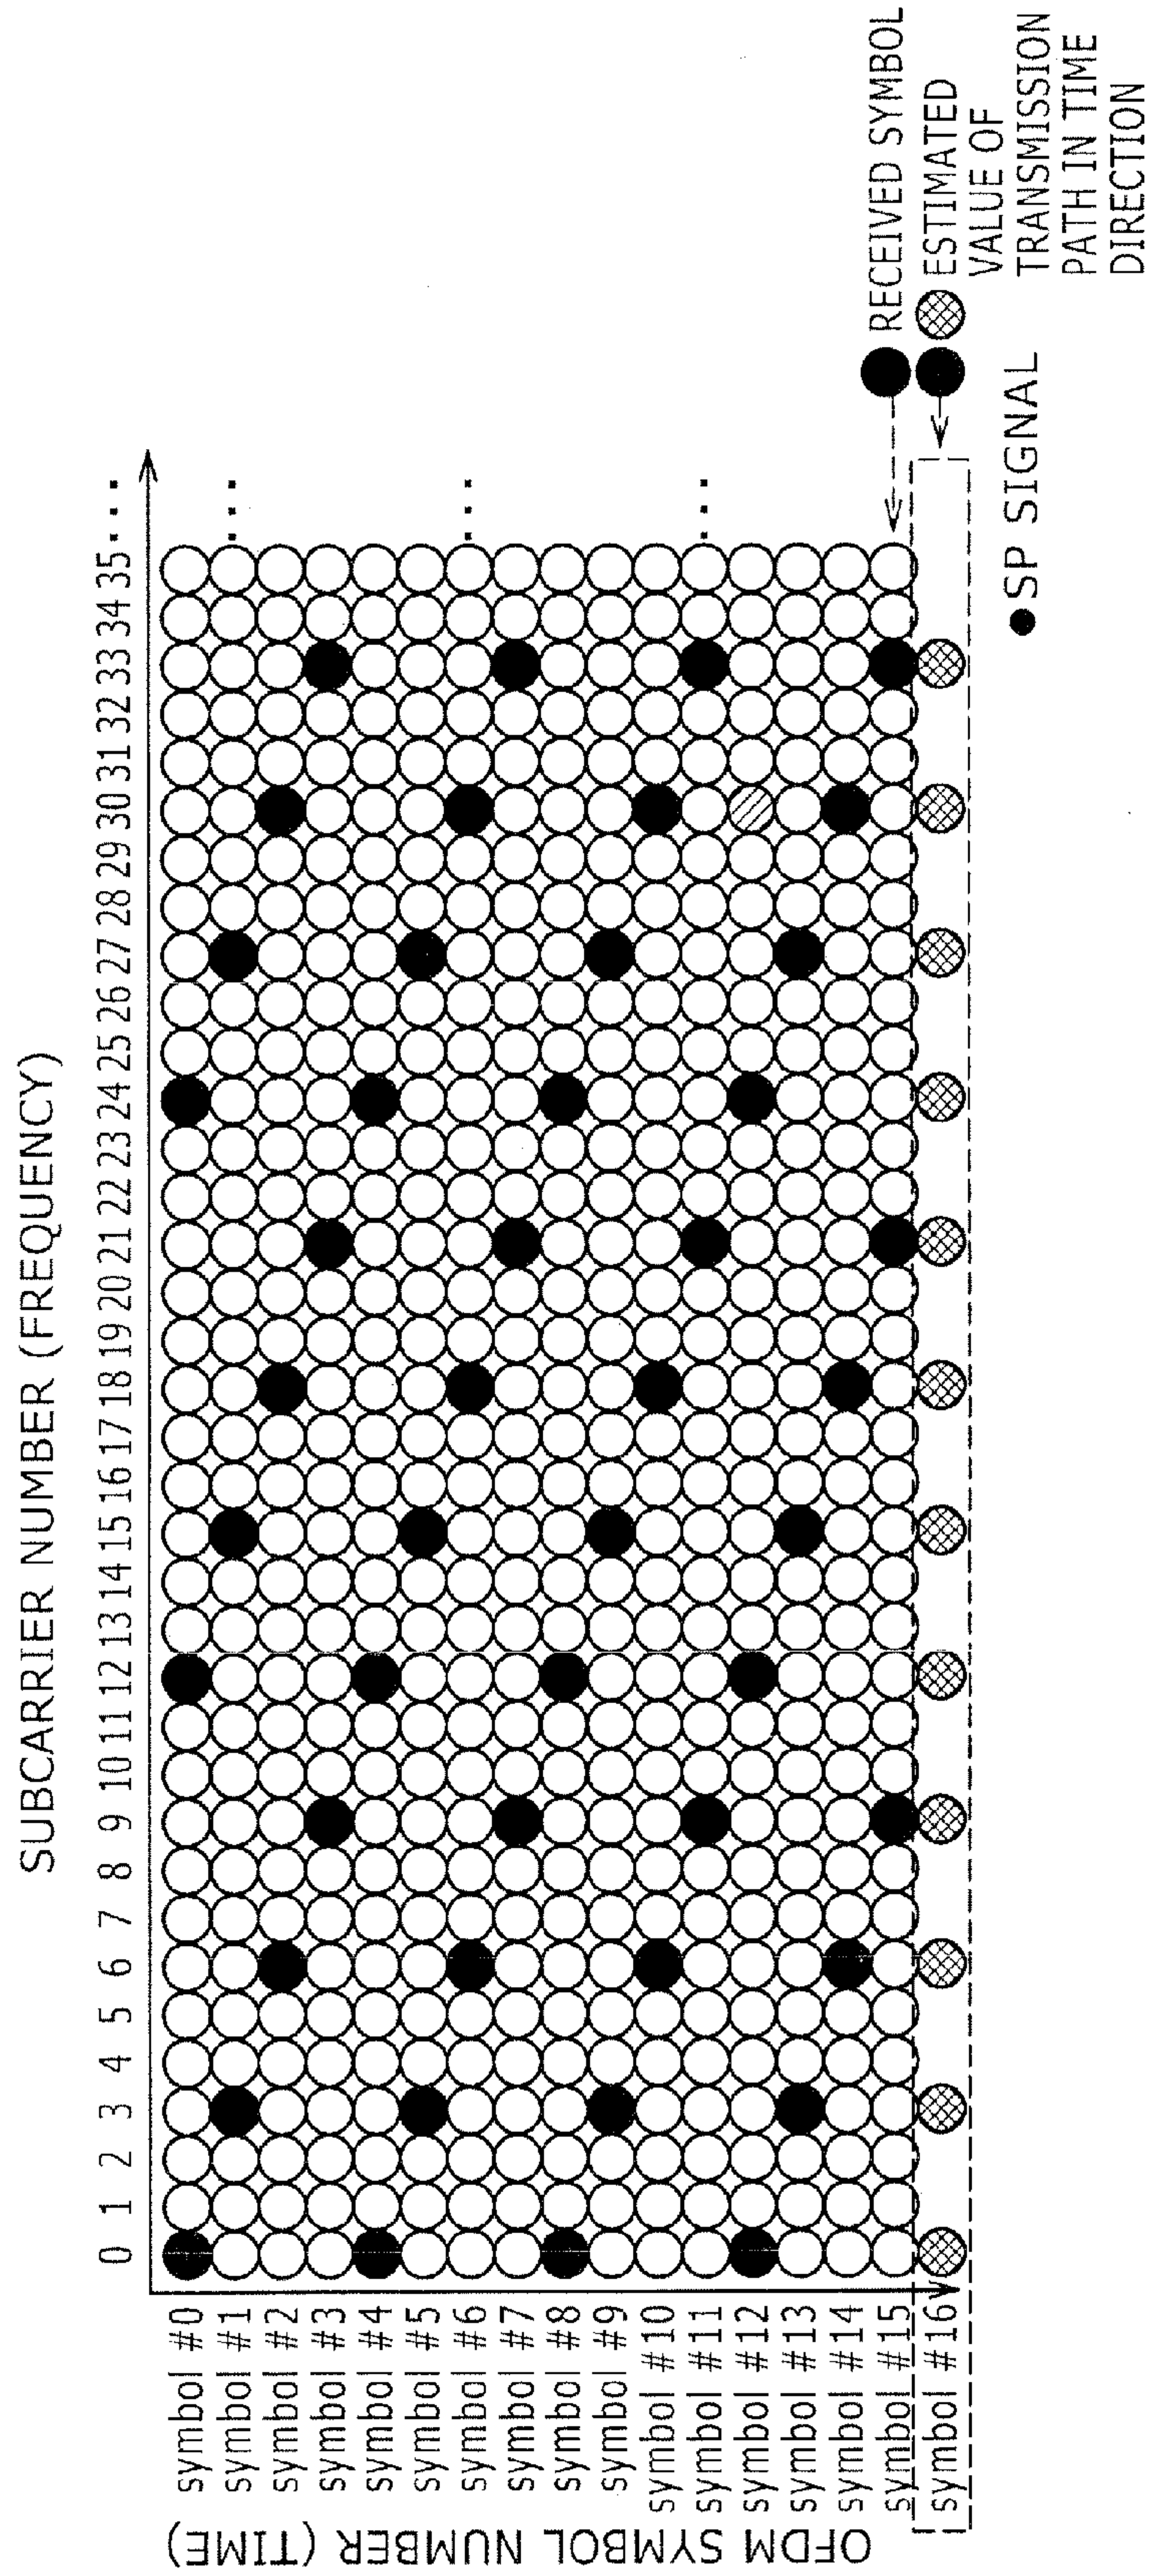 SUBCARRIER NUMBER (FREQUENCY)
0 1 2 3 4 5 6 7 8 9 10 11 12 13 14 15 16 17 18 19 20 21 22 23 24 25 26 27 28 29 30 31 32 33 34 35 ...
OFDM SYMBOL NUMBER (TIME)
symbol #0
symbol #1
symbol #2
symbol #3
symbol #4
symbol #5
symbol #6
symbol #7
symbol #8
symbol #9
symbol #10
symbol #11
symbol #12
symbol #13
symbol #14
symbol #15
symbol #16
RECEIVED SYMBOL
ESTIMATED
VALUE OF
TRANSMISSION
PATH IN TIME
DIRECTION
SP SIGNAL